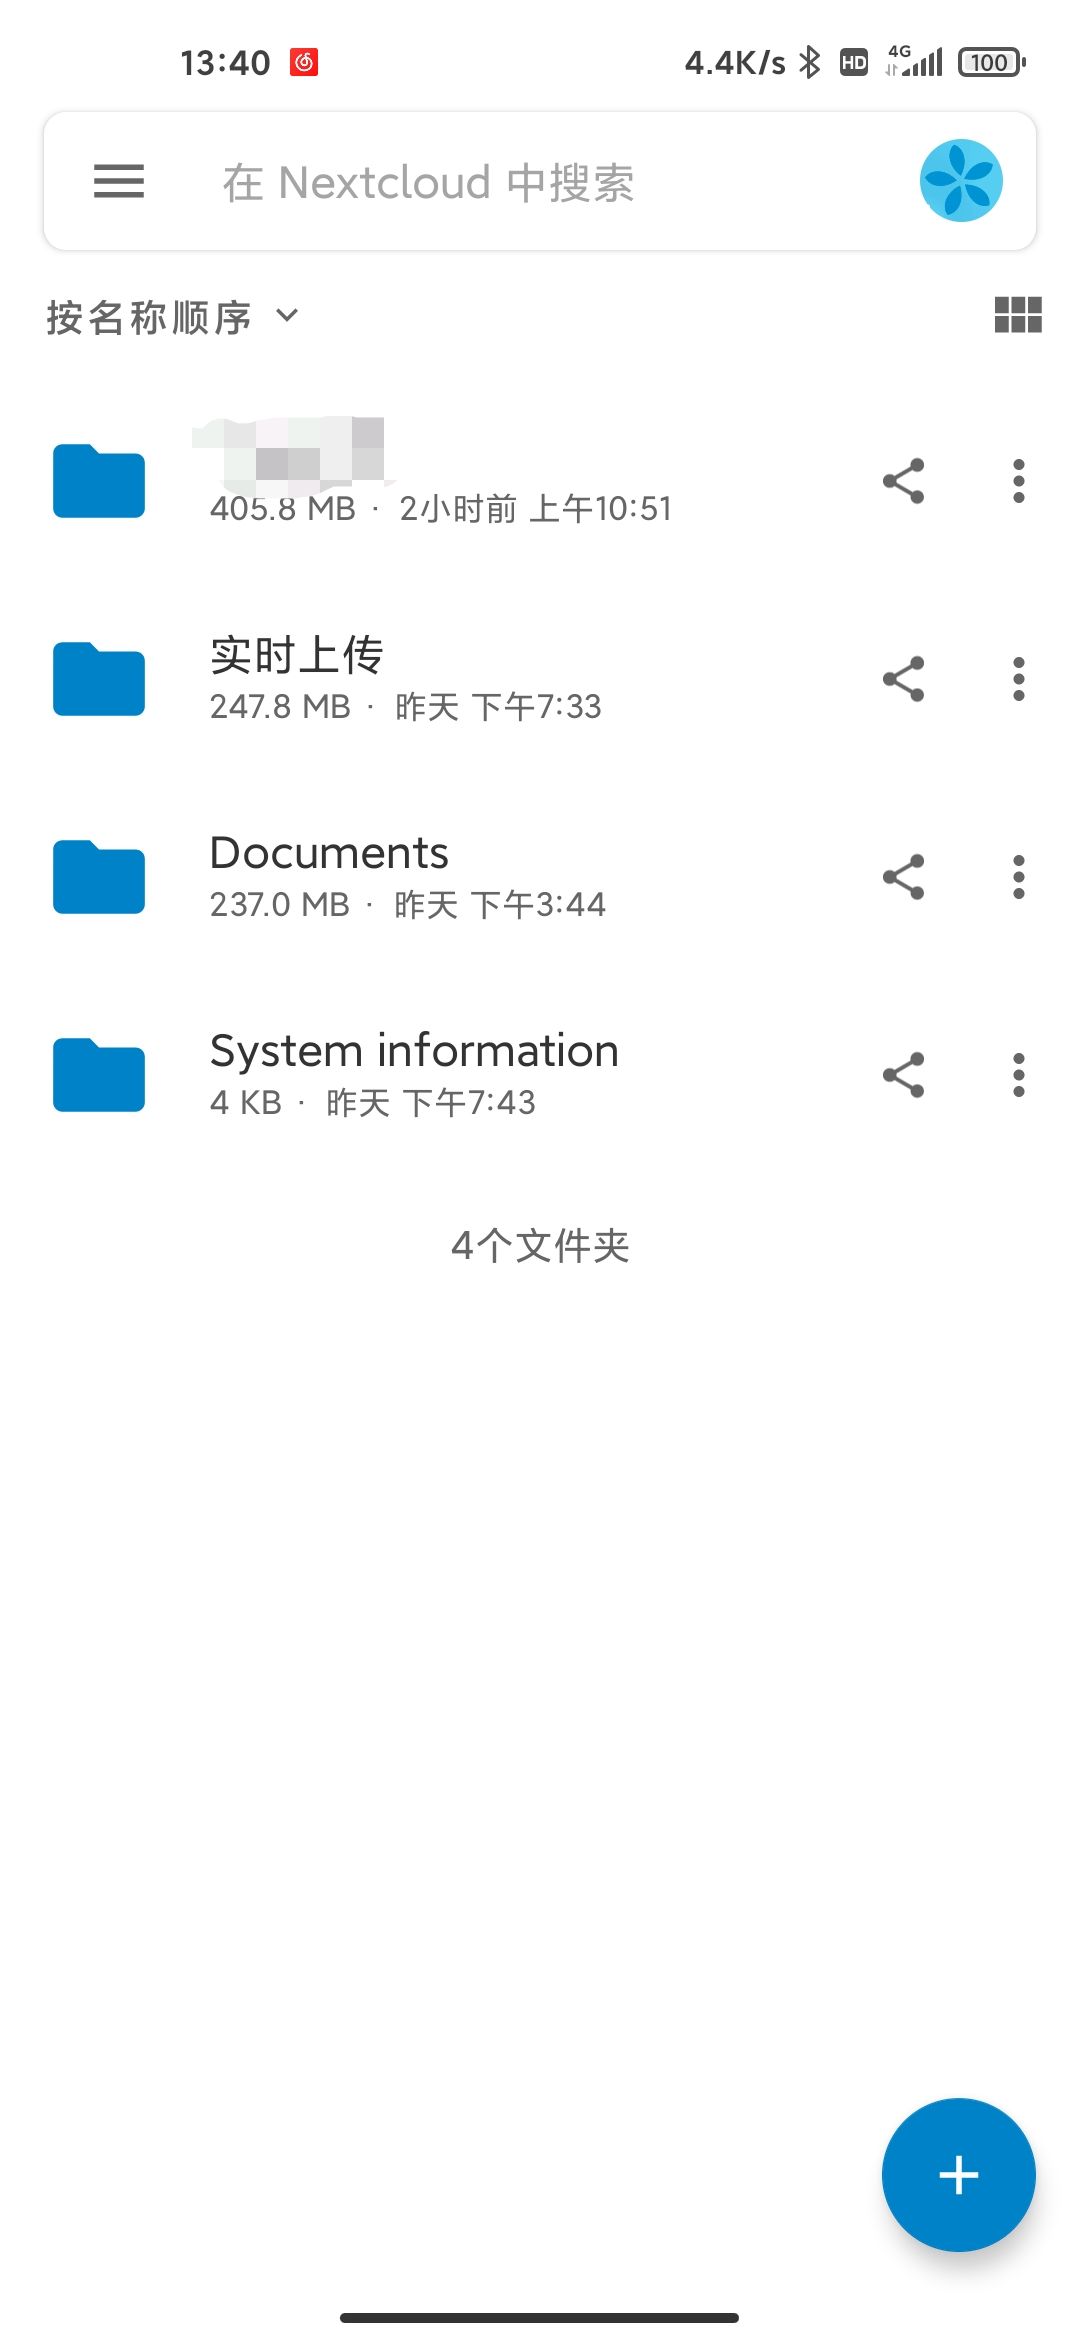 13:40
4.4K/s HD 4G 100
在 Nextcloud 中搜索
按名称顺序
405.8 MB · 2小时前 上午10:51
实时上传
247.8 MB · 昨天 下午7:33
Documents
237.0 MB · 昨天 下午3:44
System information
4 KB · 昨天 下午7:43
4个文件夹